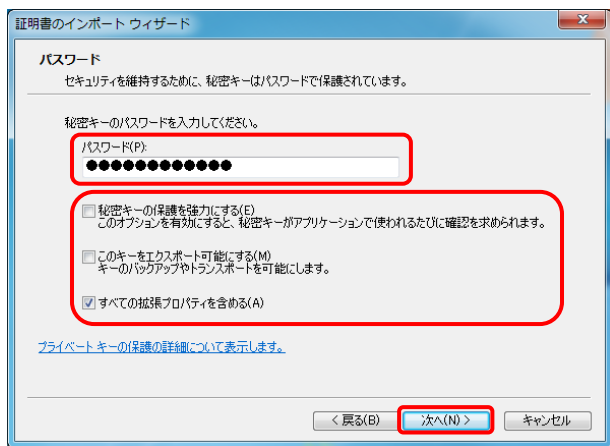 証明書のインポート ウィザード
パスワード
セキュリティを維持するために、秘密キーはパスワードで保護されています。
秘密キーのパスワードを入力してください。
パスワード(P):
●●●●●●●●●●●●
秘密キーの保護を強力にする(E)
このオプションを有効にすると、秘密キーがアプリケーションで使われるたびに確認を求められます。
このキーをエクスポート可能にする(M)
キーのバックアップやトランスポートを可能にします。
すべての拡張プロパティを含める(A)
プライベート キーの保護の詳細について表示します。
< 戻る(B) 次へ(N) > キャンセル